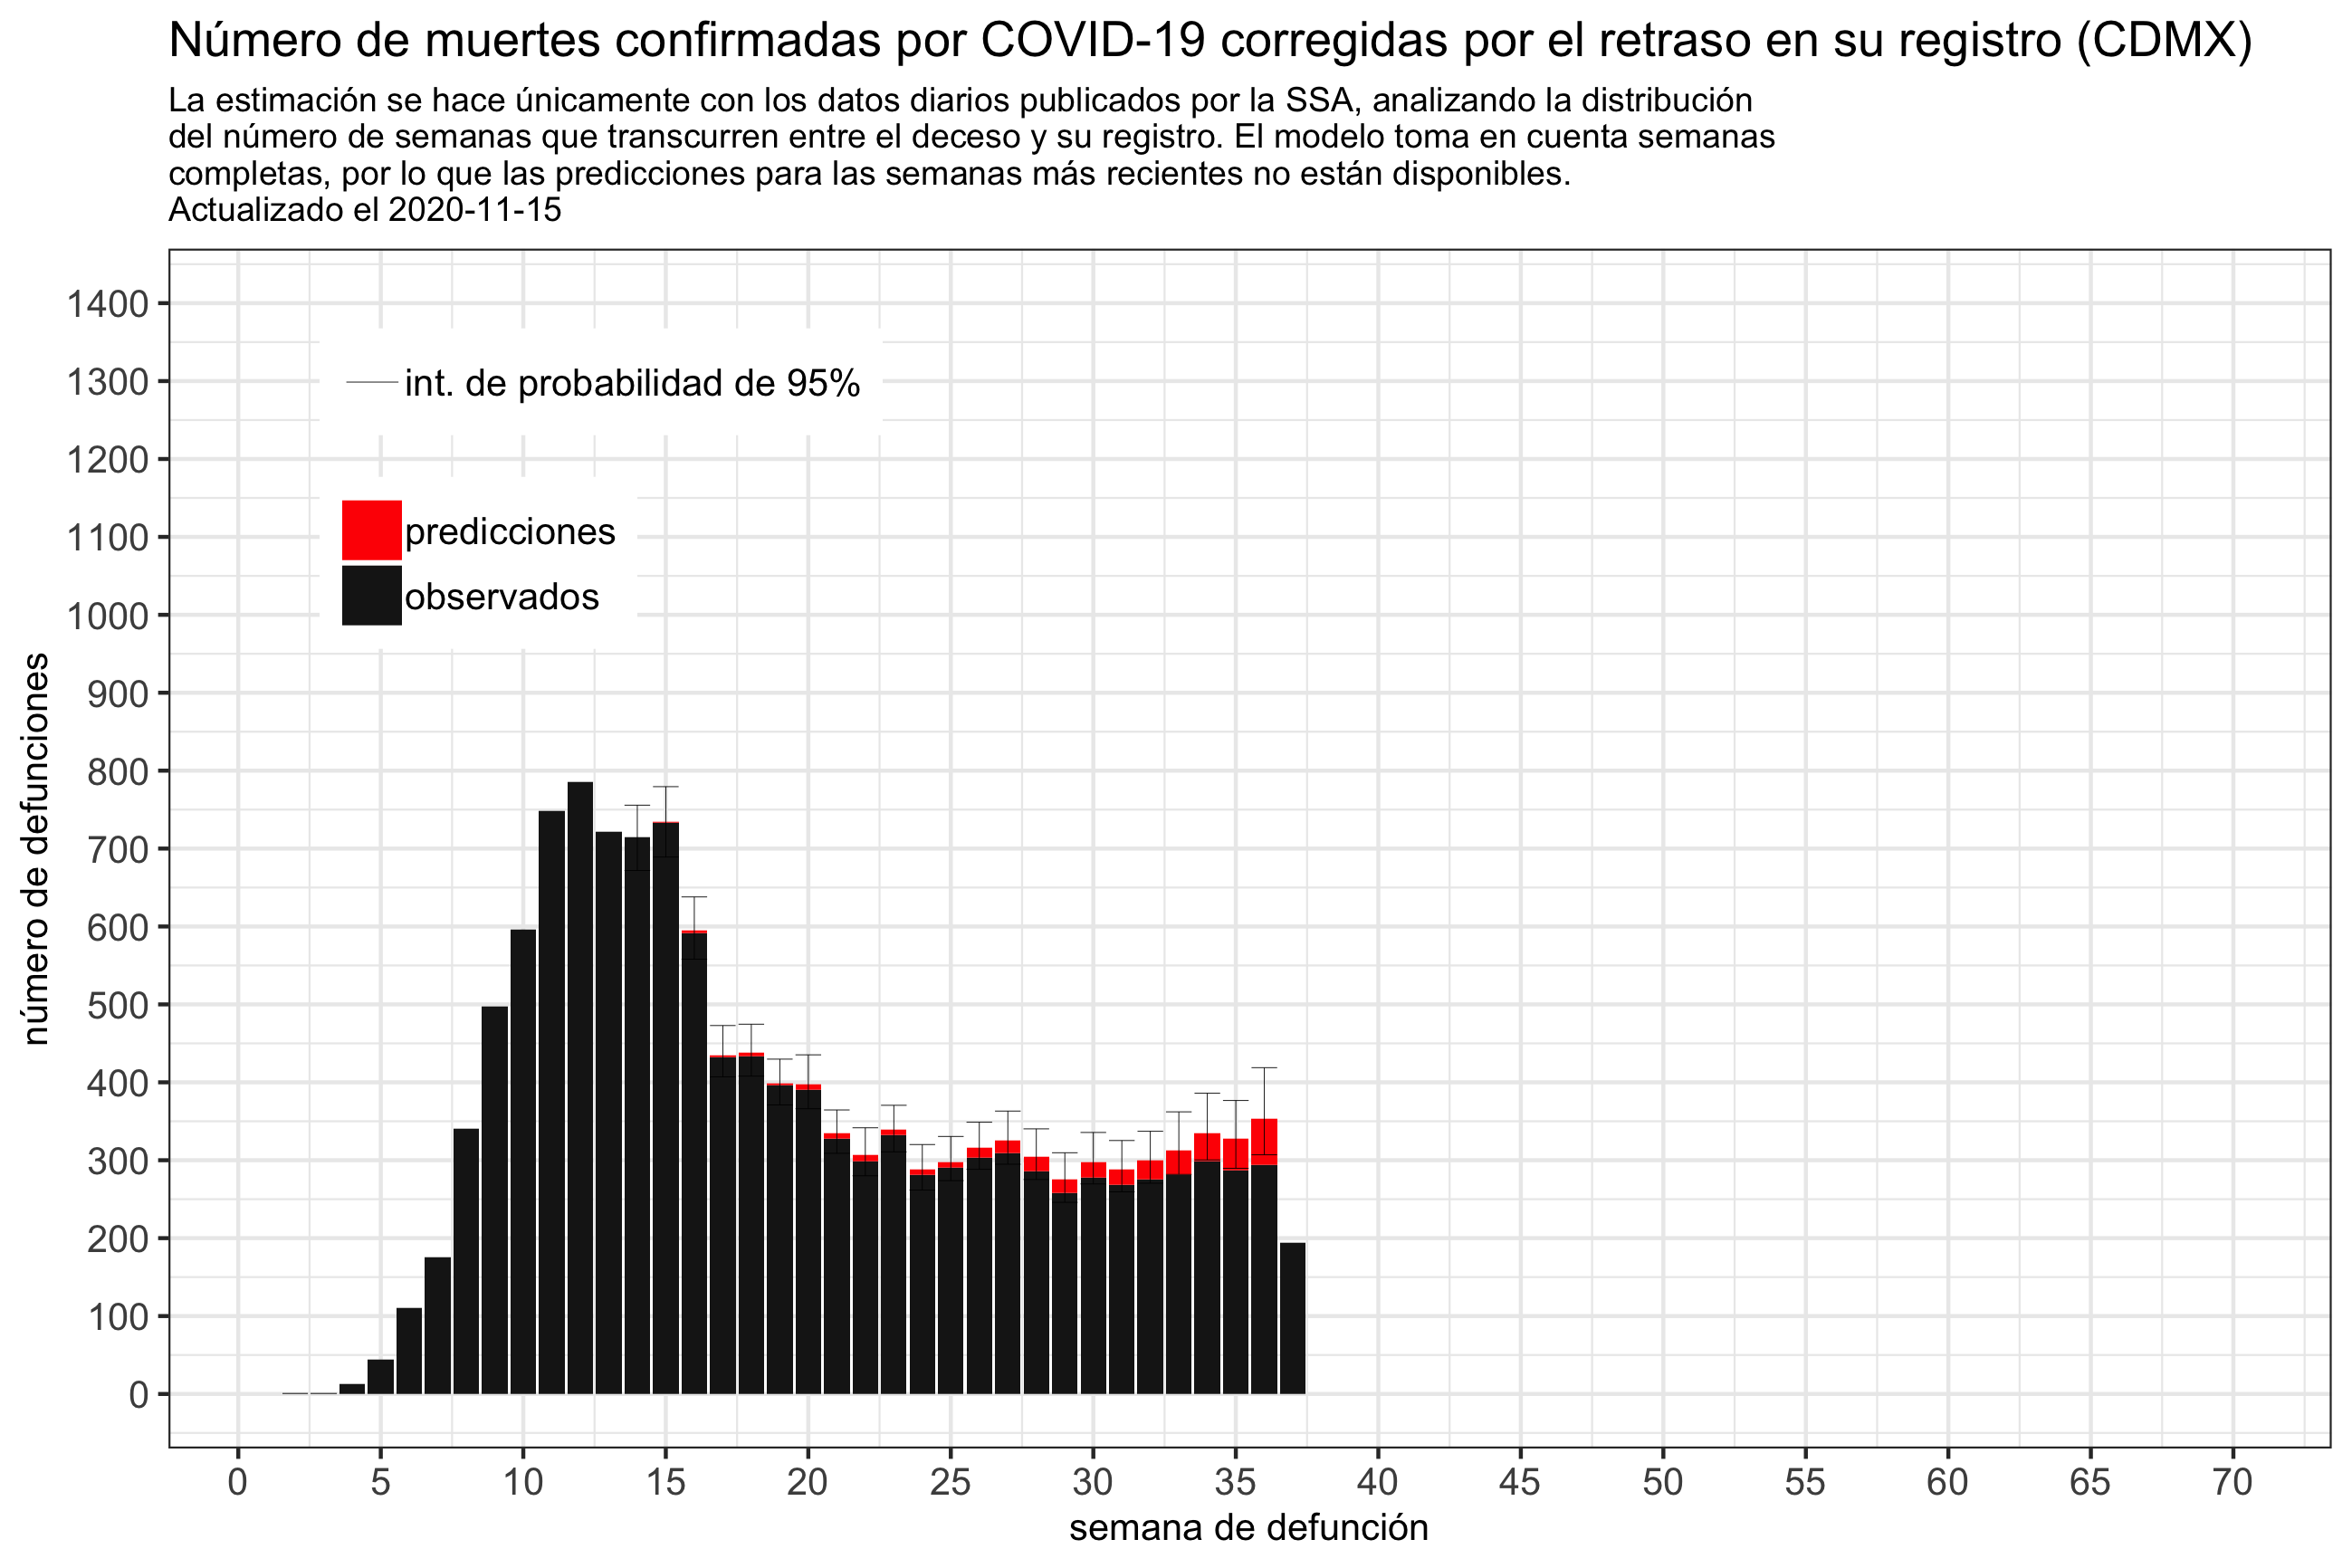 Número de muertes confirmadas por COVID-19 corregidas por el retraso en su registro (CDMX)
La estimación se hace únicamente con los datos diarios publicados por la SSA, analizando la distribución
del número de semanas que transcurren entre el deceso y su registro. El modelo toma en cuenta semanas
completas, por lo que las predicciones para las semanas más recientes no están disponibles.
Actualizado el 2020-11-15
número de defunciones
1400
1300
1200
1100
1000
900
800
700
600
500
400
300
200
100
0
int. de probabilidad de 95%
predicciones
observados
0 5 10 15 20 25 30 35 40 45 50 55 60 65 70
semana de defunción